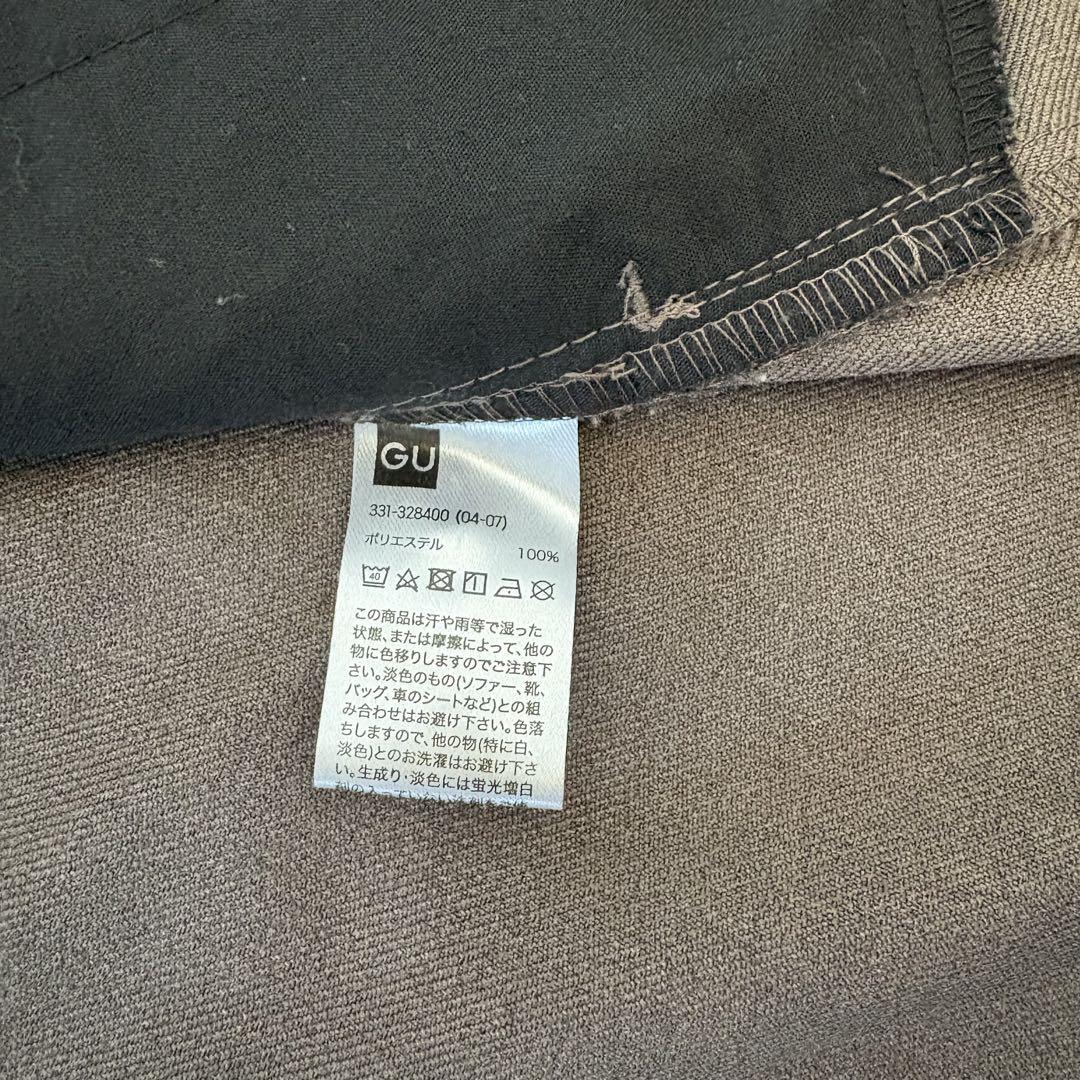 GU
331-328400 (04-07)
ポリエステル 100%
40
この商品は汗や雨等で湿った
状態、または摩擦によって、他の
物に色移りしますのでご注意下
さい。淡色のもの(ソファー、靴、
バッグ、車のシートなど)との組
み合わせはお避け下さい。色落
ちしますので、他の物(特に白、
淡色)とのお洗濯はお避け下さ
い。生成り・淡色には蛍光増白